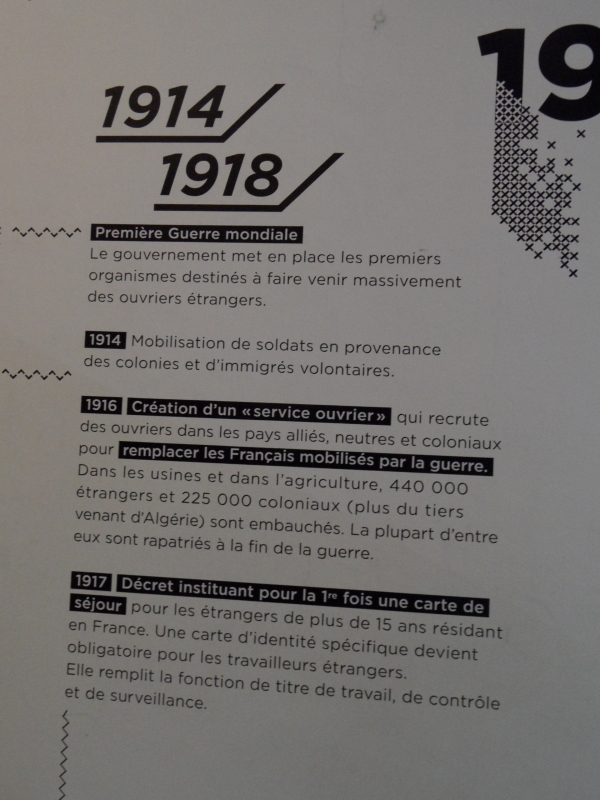 1914
1918
19
Première Guerre mondiale
Le gouvernement met en place les premiers
organismes destinés à faire venir massivement
des ouvriers étrangers.
1914 Mobilisation de soldats en provenance
des colonies et d'immigrés volontaires.
1916 Création d'un « service ouvrier » qui recrute
des ouvriers dans les pays alliés, neutres et coloniaux
pour remplacer les Français mobilisés par la guerre.
Dans les usines et dans l'agriculture, 440 000
étrangers et 225 000 coloniaux (plus du tiers
venant d'Algérie) sont embauchés. La plupart d'entre
eux sont rapatriés à la fin de la guerre.
1917 Décret instituant pour la 1re fois une carte de
séjour pour les étrangers de plus de 15 ans résidant
en France. Une carte d'identité spécifique devient
obligatoire pour les travailleurs étrangers.
Elle remplit la fonction de titre de travail, de contrôle
et de surveillance.